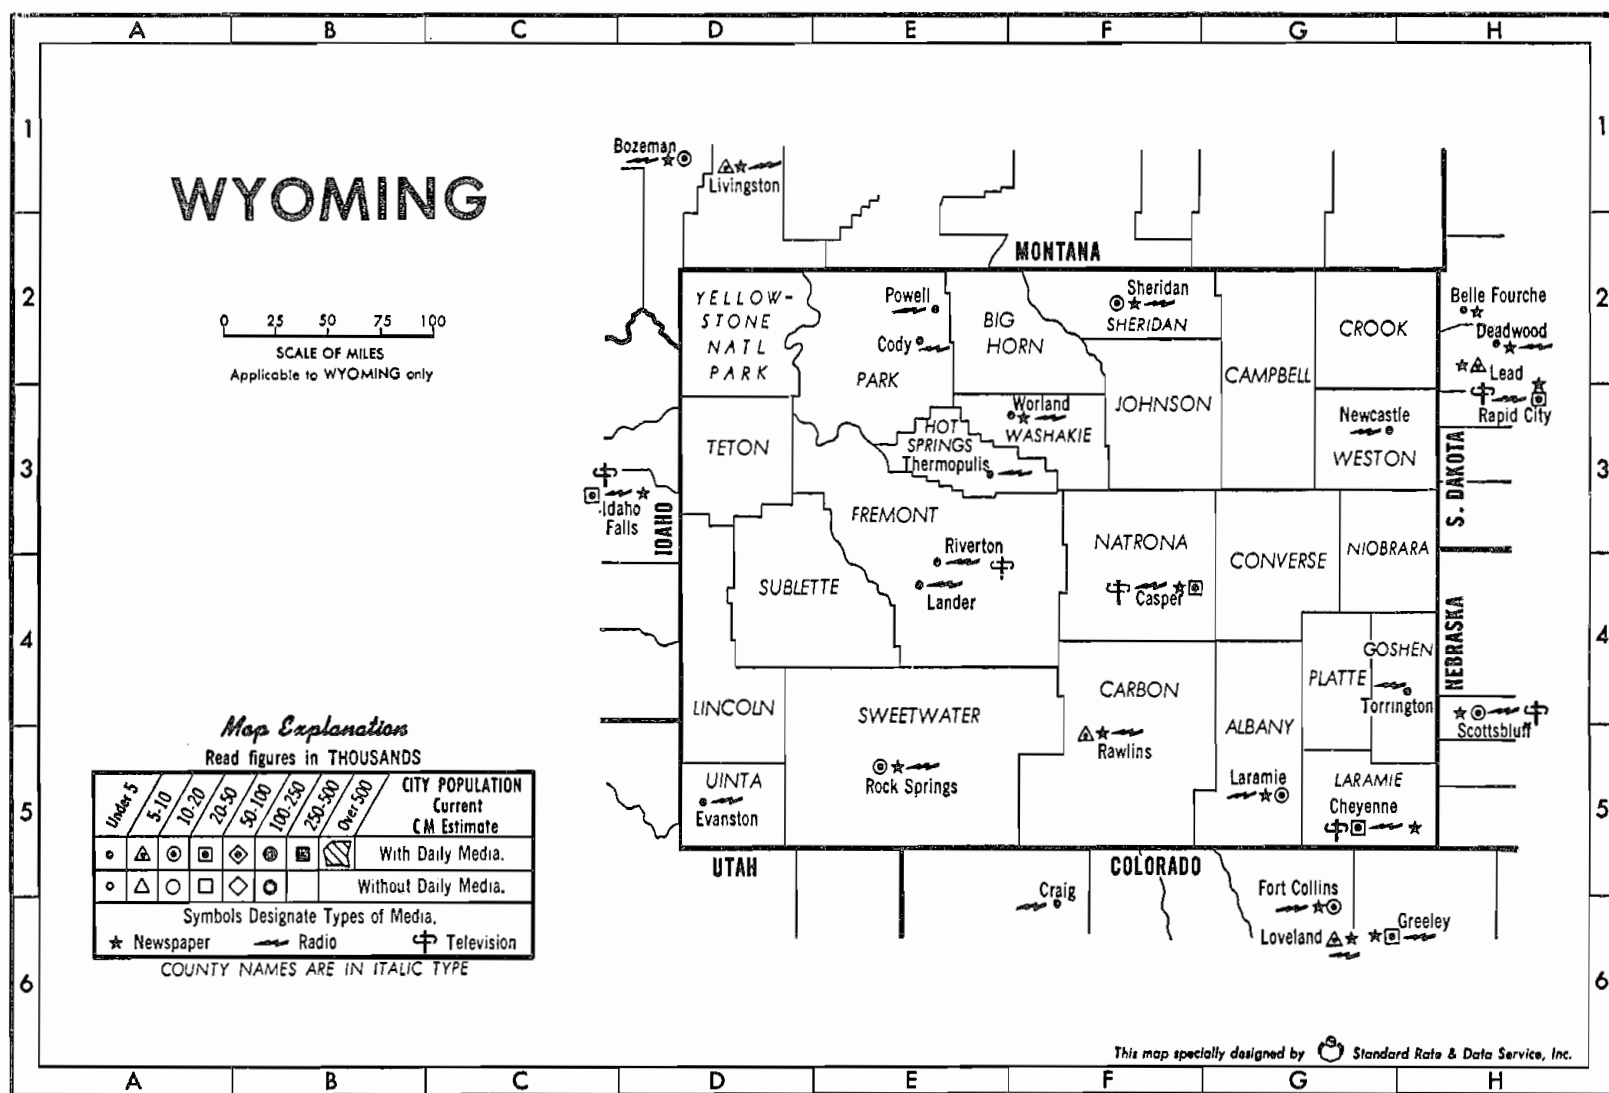 A B C D E F G H
1 1
Bozeman
Livingston
WYOMING
MONTANA
2 2
YELLOW-
STONE
NATL
PARK
Powell
Cody
PARK
BIG
HORN
Sheridan
SHERIDAN
CROOK
CAMPBELL
Belle Fourche
Deadwood
Lead
Rapid City
0 25 50 75 100
SCALE OF MILES
Applicable to WYOMING only
TETON
HOT
SPRINGS
Thermopulis
Worland
WASHAKIE
JOHNSON
Newcastle
WESTON
S. DAKOTA
3 3
Idaho
Falls
IDAHO
FREMONT
Riverton
Lander
SUBLETTE
NATRONA
Casper
CONVERSE
NIOBRARA
NEBRASKA
4 4
GOSHEN
PLATTE
Torrington
Scottsbluff
LINCOLN
SWEETWATER
CARBON
Rawlins
ALBANY
Rock Springs
Laramie
LARAMIE
Cheyenne
UINTA
Evanston
5 5
UTAH
COLORADO
Craig
Fort Collins
Loveland
Greeley
Map Explanation
Read figures in THOUSANDS
Under 5
5-10
10-20
20-50
50-100
100-250
250-500
Over 500
CITY POPULATION
Current
CM Estimate
With Daily Media.
Without Daily Media.
Symbols Designate Types of Media.
Newspaper Radio Television
COUNTY NAMES ARE IN ITALIC TYPE
6 6
This map specially designed by Standard Rate & Data Service, Inc.
A B C D E F G H